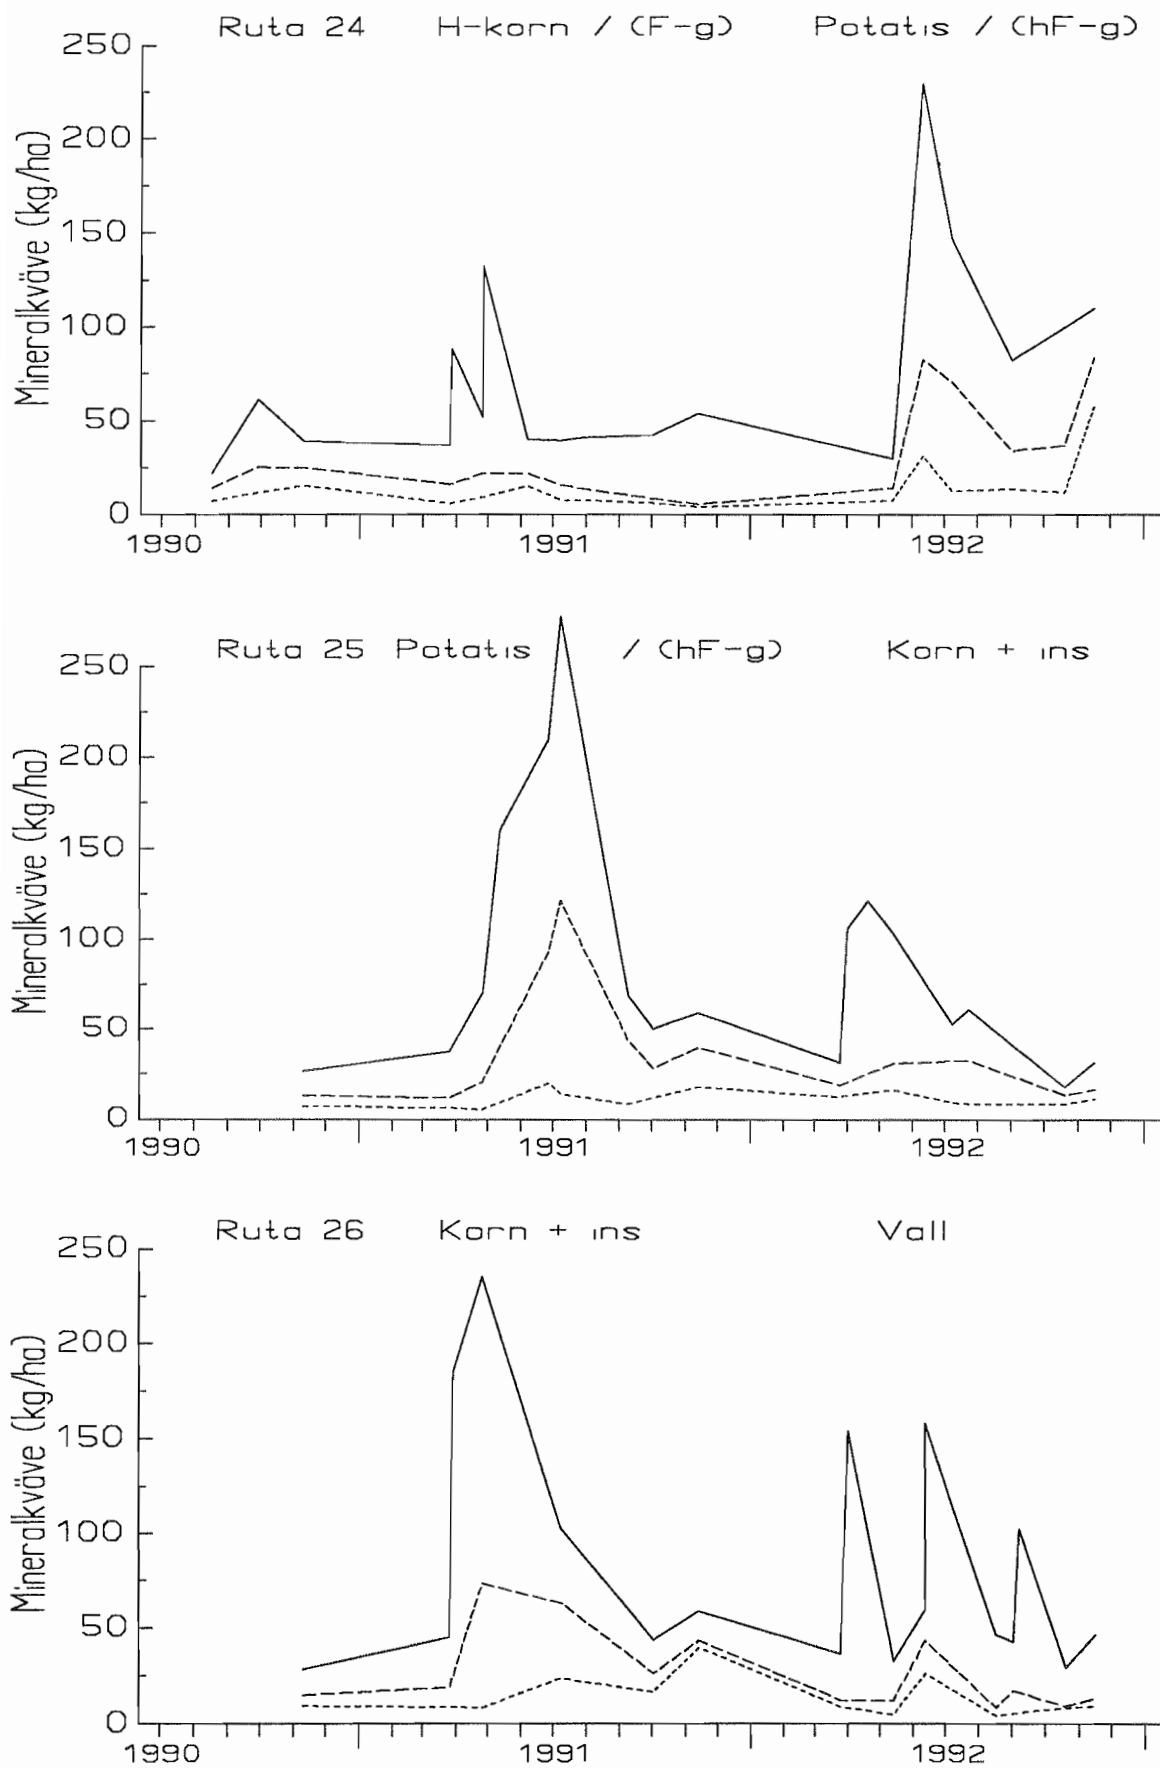 Ruta 24 H-korn / (F-g) Potatis / (hF-g)
Mineralkväve (kg/ha)
250
200
150
100
50
0
1990 1991 1992
Ruta 25 Potatis / (hF-g) Korn + ins
Mineralkväve (kg/ha)
250
200
150
100
50
0
1990 1991 1992
Ruta 26 Korn + ins Vall
Mineralkväve (kg/ha)
250
200
150
100
50
0
1990 1991 1992